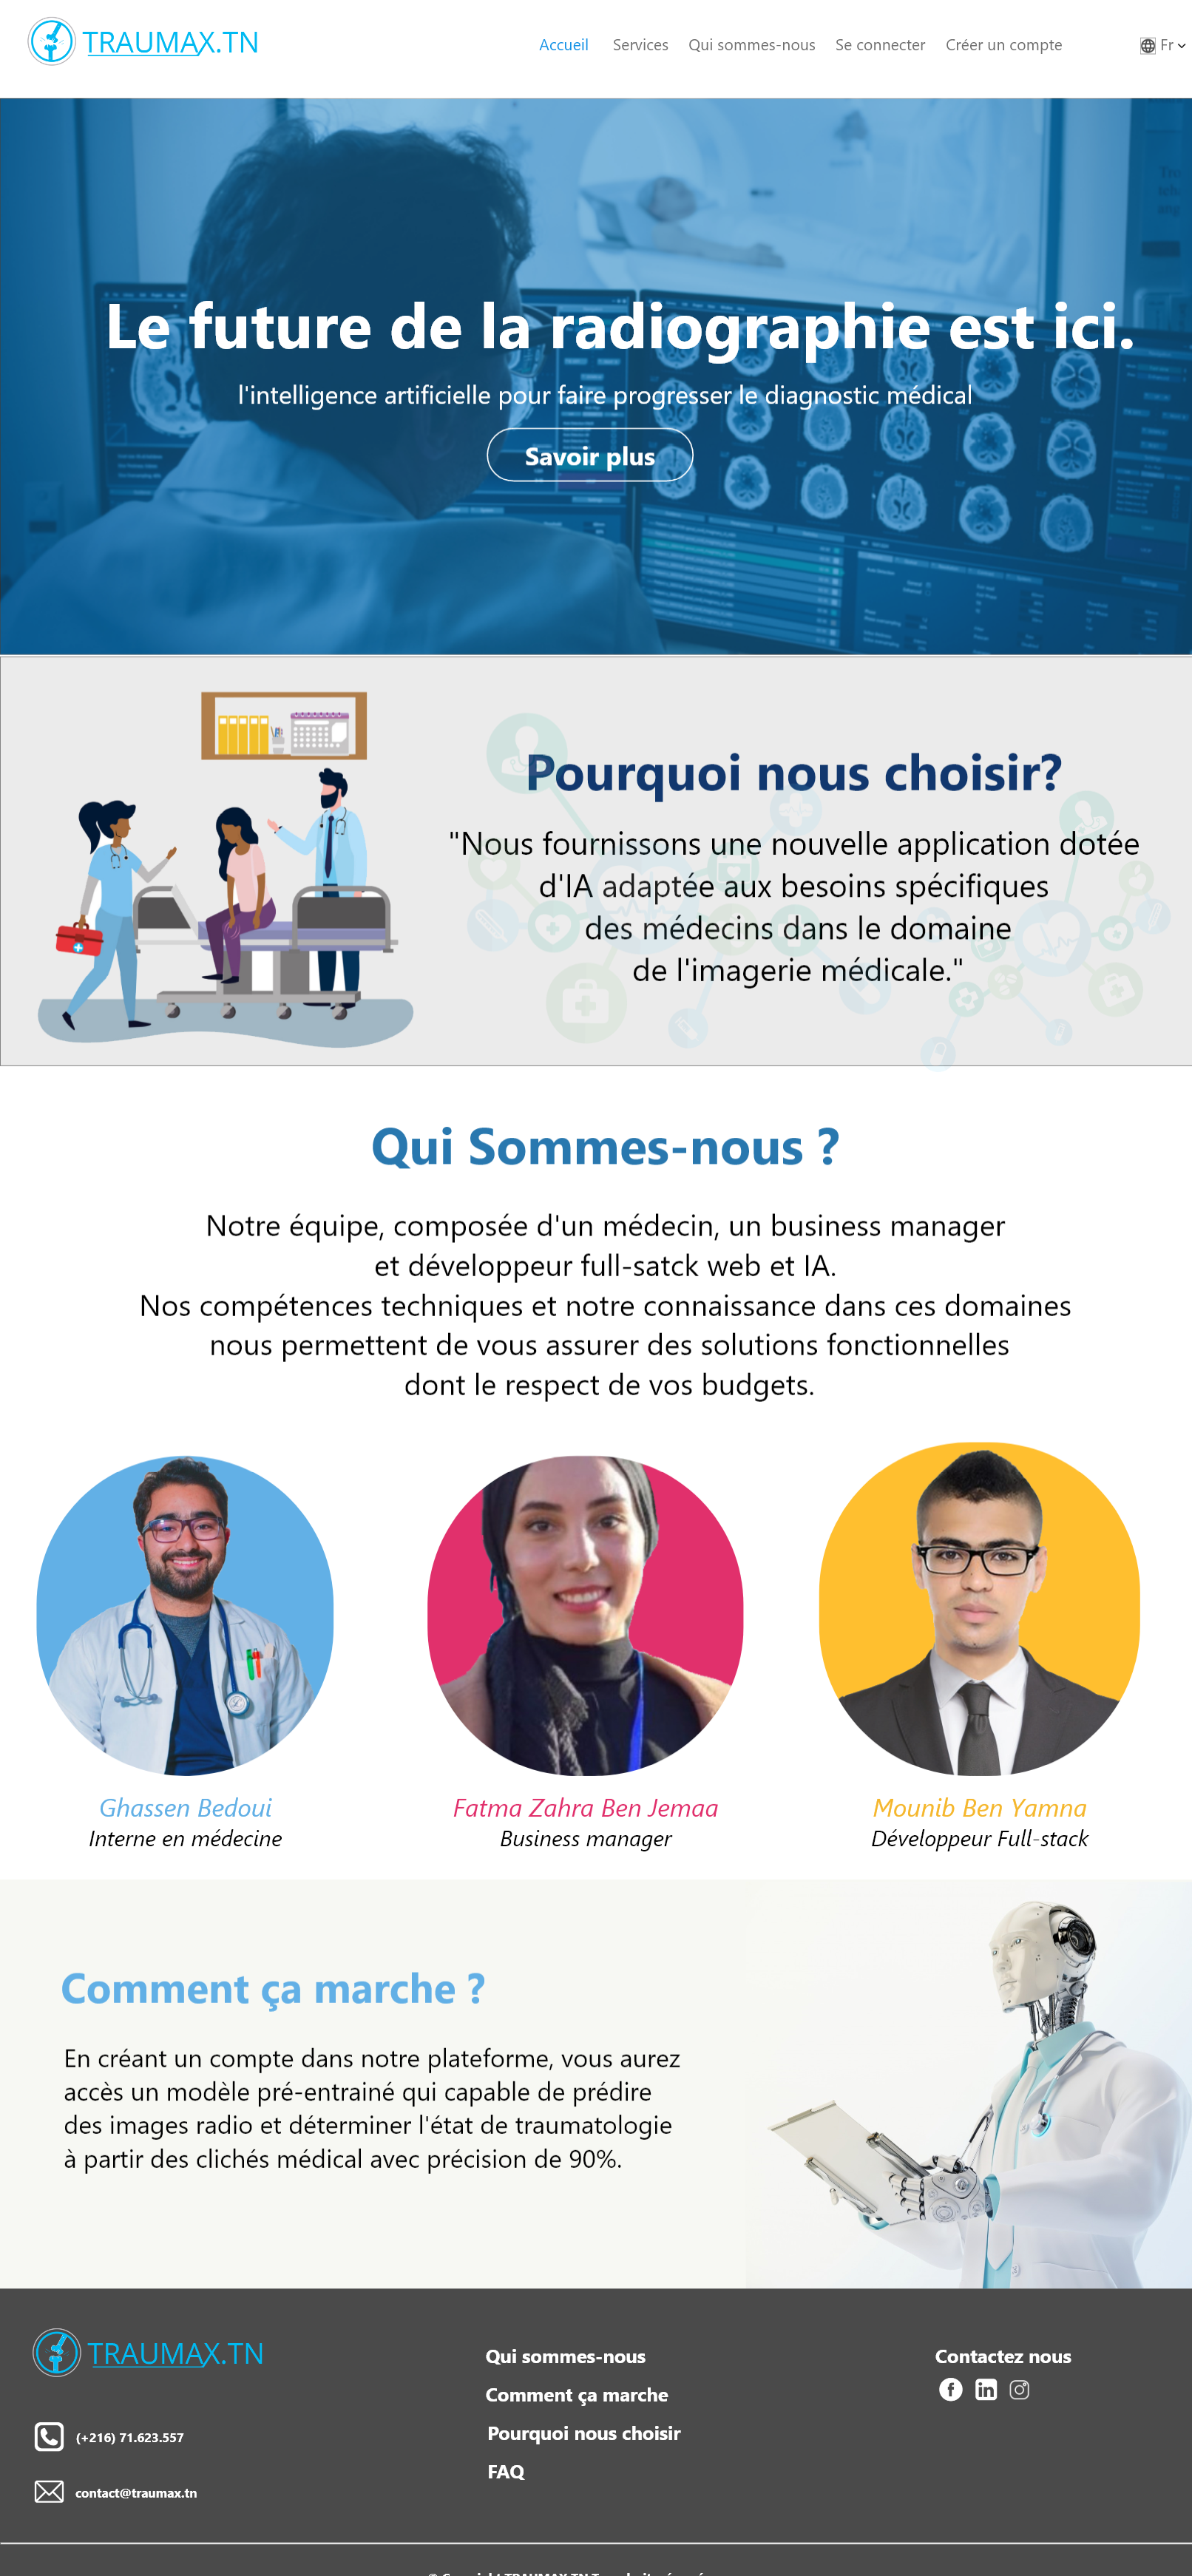 TRAUMAX.TN
Accueil Services Qui sommes-nous Se connecter Créer un compte Fr
Le future de la radiographie est ici.
l'intelligence artificielle pour faire progresser le diagnostic médical
Savoir plus
Pourquoi nous choisir?
"Nous fournissons une nouvelle application dotée
d'IA adaptée aux besoins spécifiques
des médecins dans le domaine
de l'imagerie médicale."
Qui Sommes-nous ?
Notre équipe, composée d'un médecin, un business manager
et développeur full-satck web et IA.
Nos compétences techniques et notre connaissance dans ces domaines
nous permettent de vous assurer des solutions fonctionnelles
dont le respect de vos budgets.
Ghassen Bedoui
Interne en médecine
Fatma Zahra Ben Jemaa
Business manager
Mounib Ben Yamna
Développeur Full-stack
Comment ça marche ?
En créant un compte dans notre plateforme, vous aurez
accès un modèle pré-entrainé qui capable de prédire
des images radio et déterminer l'état de traumatologie
à partir des clichés médical avec précision de 90%.
TRAUMAX.TN
(+216) 71.623.557
contact@traumax.tn
Qui sommes-nous
Comment ça marche
Pourquoi nous choisir
FAQ
Contactez nous